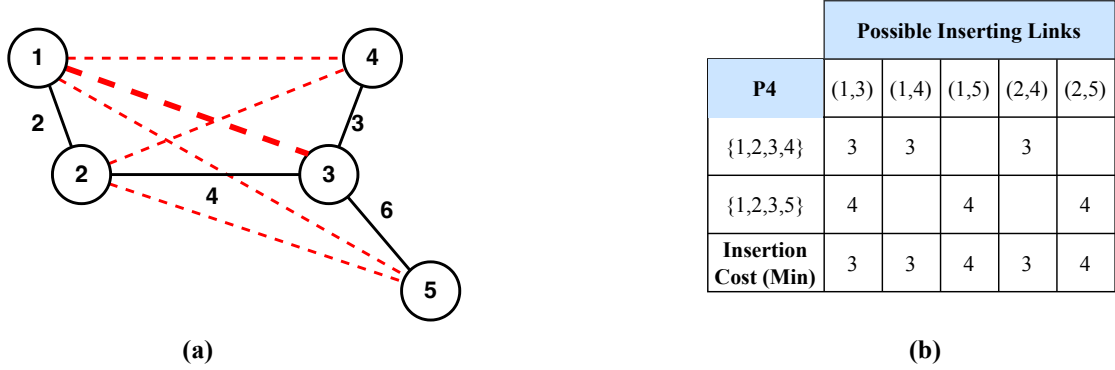 1
4
2
3
2
3
4
6
5
(a)
Possible Inserting Links
P4 (1,3) (1,4) (1,5) (2,4) (2,5)
{1,2,3,4} 3 3 3
{1,2,3,5} 4 4 4
Insertion
Cost (Min) 3 3 4 3 4
(b)